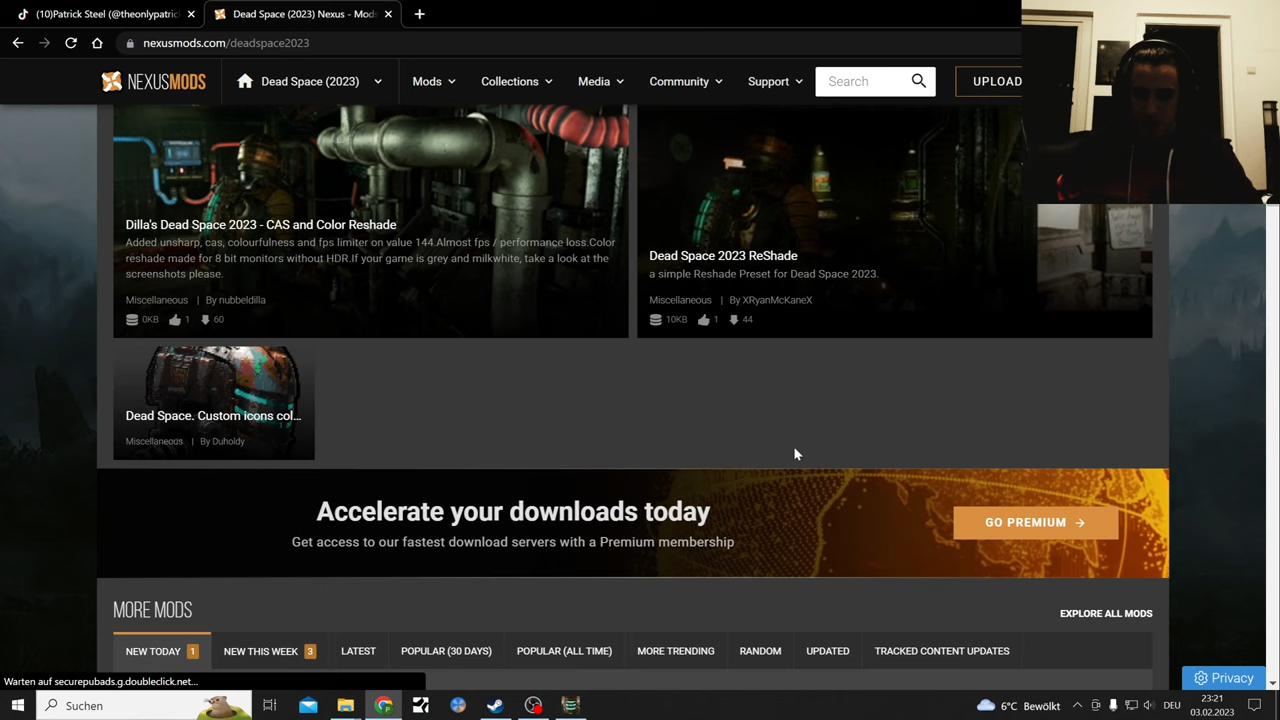 (10)Patrick Steel (@theonlypatric
Dead Space (2023) Nexus - Mods
nexusmods.com/deadspace2023
NEXUSMODS
Dead Space (2023)
Mods
Collections
Media
Community
Support
Search
UPLOAD
Dilla's Dead Space 2023 - CAS and Color Reshade
Added unsharp, cas, colourfulness and fps limiter on value 144.Almost fps / performance loss.Color
reshade made for 8 bit monitors without HDR.If your game is grey and milkwhite, take a look at the
screenshots please.
Miscellaneous | By nubbeldilla
0KB 1 60
Dead Space 2023 ReShade
a simple Reshade Preset for Dead Space 2023.
Miscellaneous | By XRyanMcKaneX
10KB 1 44
Dead Space. Custom icons col...
Miscellaneous | By Duholdy
Accelerate your downloads today
Get access to our fastest download servers with a Premium membership
GO PREMIUM
MORE MODS
EXPLORE ALL MODS
NEW TODAY 1
NEW THIS WEEK 3
LATEST
POPULAR (30 DAYS)
POPULAR (ALL TIME)
MORE TRENDING
RANDOM
UPDATED
TRACKED CONTENT UPDATES
Warten auf securepubads.g.doubleclick.net...
Privacy
Suchen
6°C Bewölkt
DEU
23:21
03.02.2023